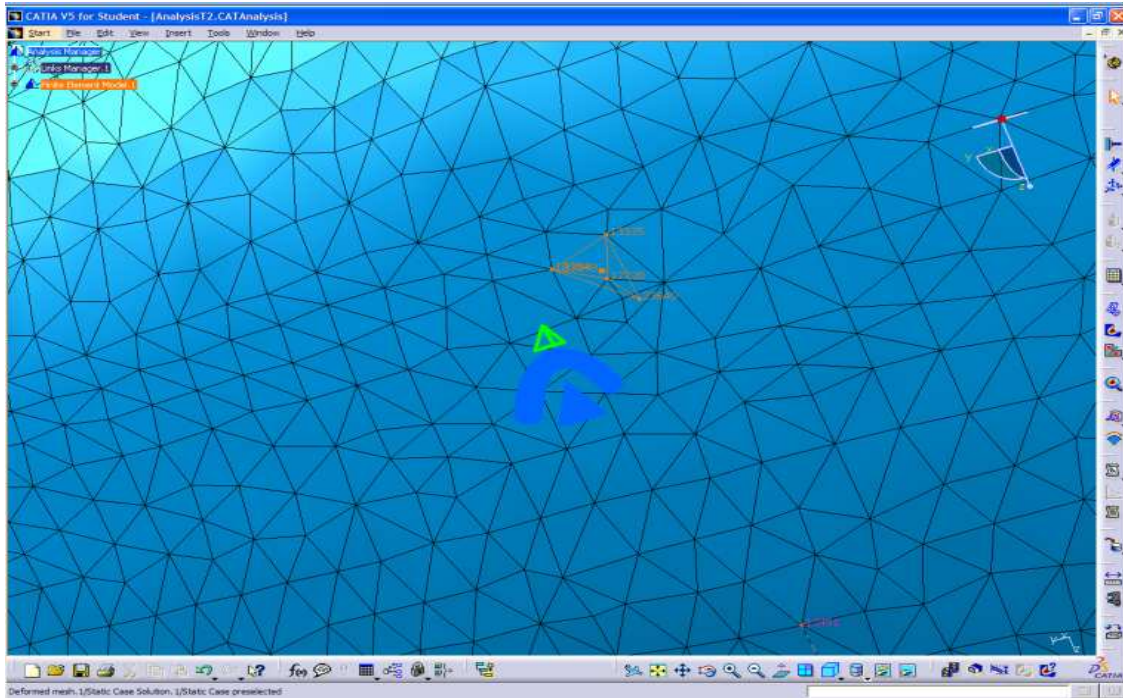 CATIA V5 for Student - [AnalysisT2.CATAnalysis]
Start File Edit View Insert Tools Window Help
Analysis Manager
Links Manager.1
Finite Element Model.1
x
y
z
f(x)
CATIA
Deformed mesh.1/Static Case Solution.1/Static Case preselected